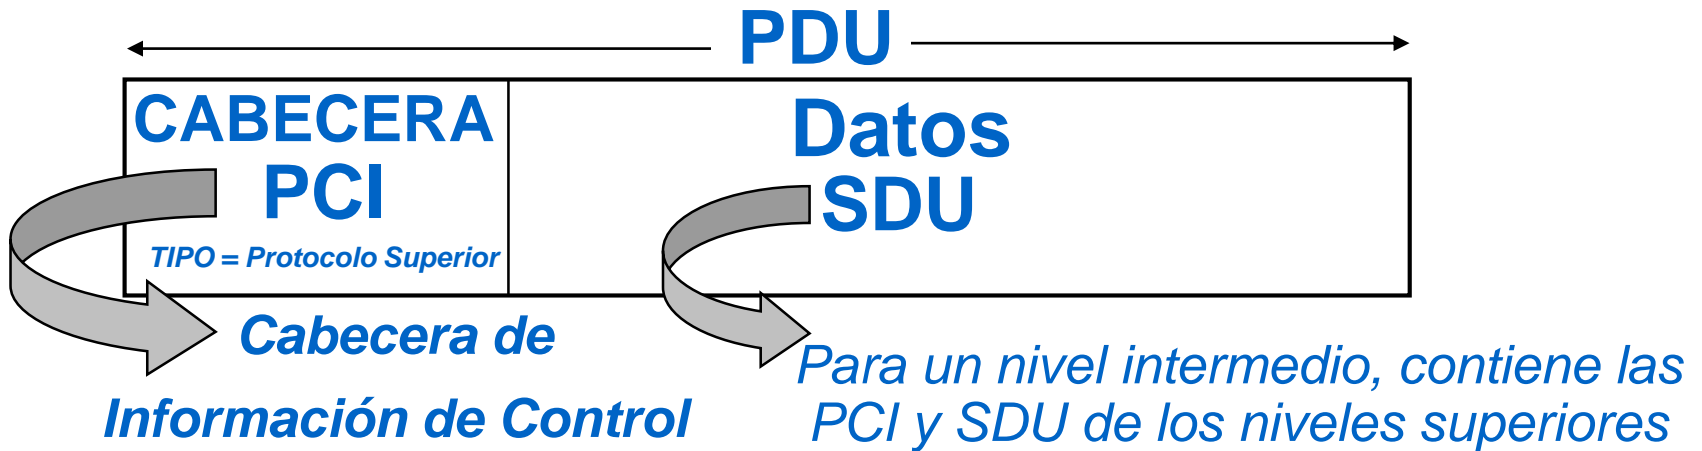 PDU
CABECERA
PCI
TIPO = Protocolo Superior
Datos
SDU
Cabecera de
Información de Control
Para un nivel intermedio, contiene las
PCI y SDU de los niveles superiores